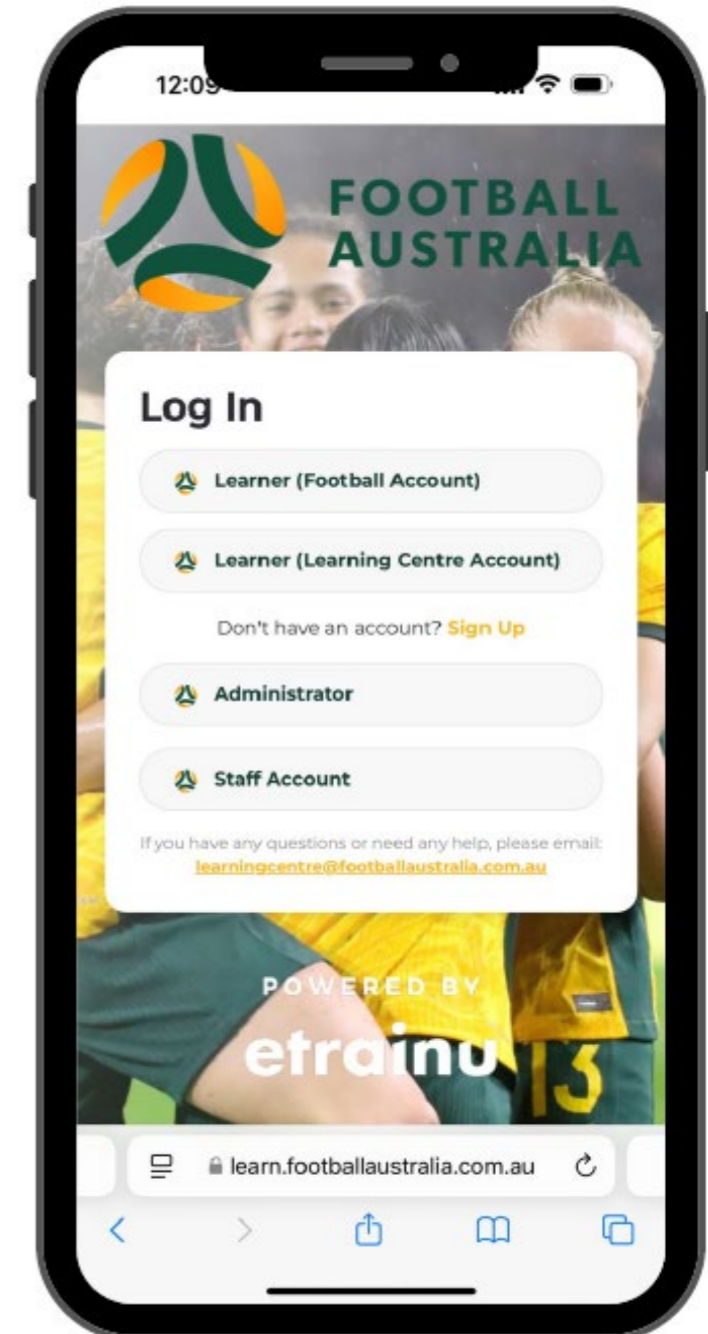 12:09
FOOTBALL
AUSTRALIA
Log In
Learner (Football Account)
Learner (Learning Centre Account)
Don't have an account? Sign Up
Administrator
Staff Account
If you have any questions or need any help, please email:
learningcentre@footballaustralia.com.au
POWERED BY
etrainu
13
learn.footballaustralia.com.au